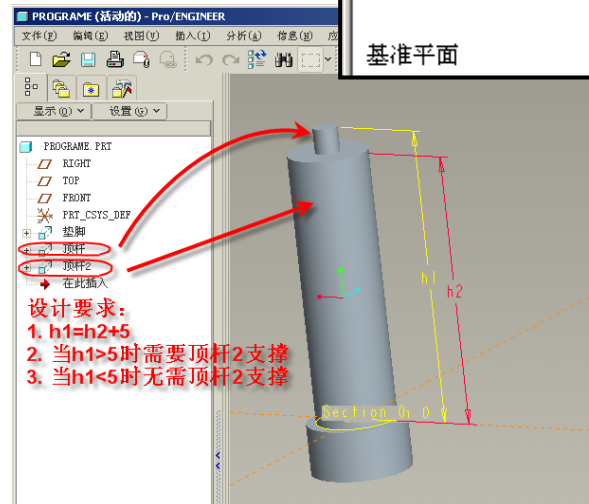 PROGRAME (活动的) - Pro/ENGINEER
文件(F) 编辑(E) 视图(V) 插入(I) 分析(A) 信息(N) 应
基准平面
显示(O) 设置(G)
PROGRAME.PRT
RIGHT
TOP
FRONT
PRT_CSYS_DEF
垫脚
顶杆
顶杆2
在此插入
设计要求：
1. h1=h2+5
2. 当h1>5时需要顶杆2支撑
3. 当h1<5时无需顶杆2支撑
h1
h2
Section 0
0